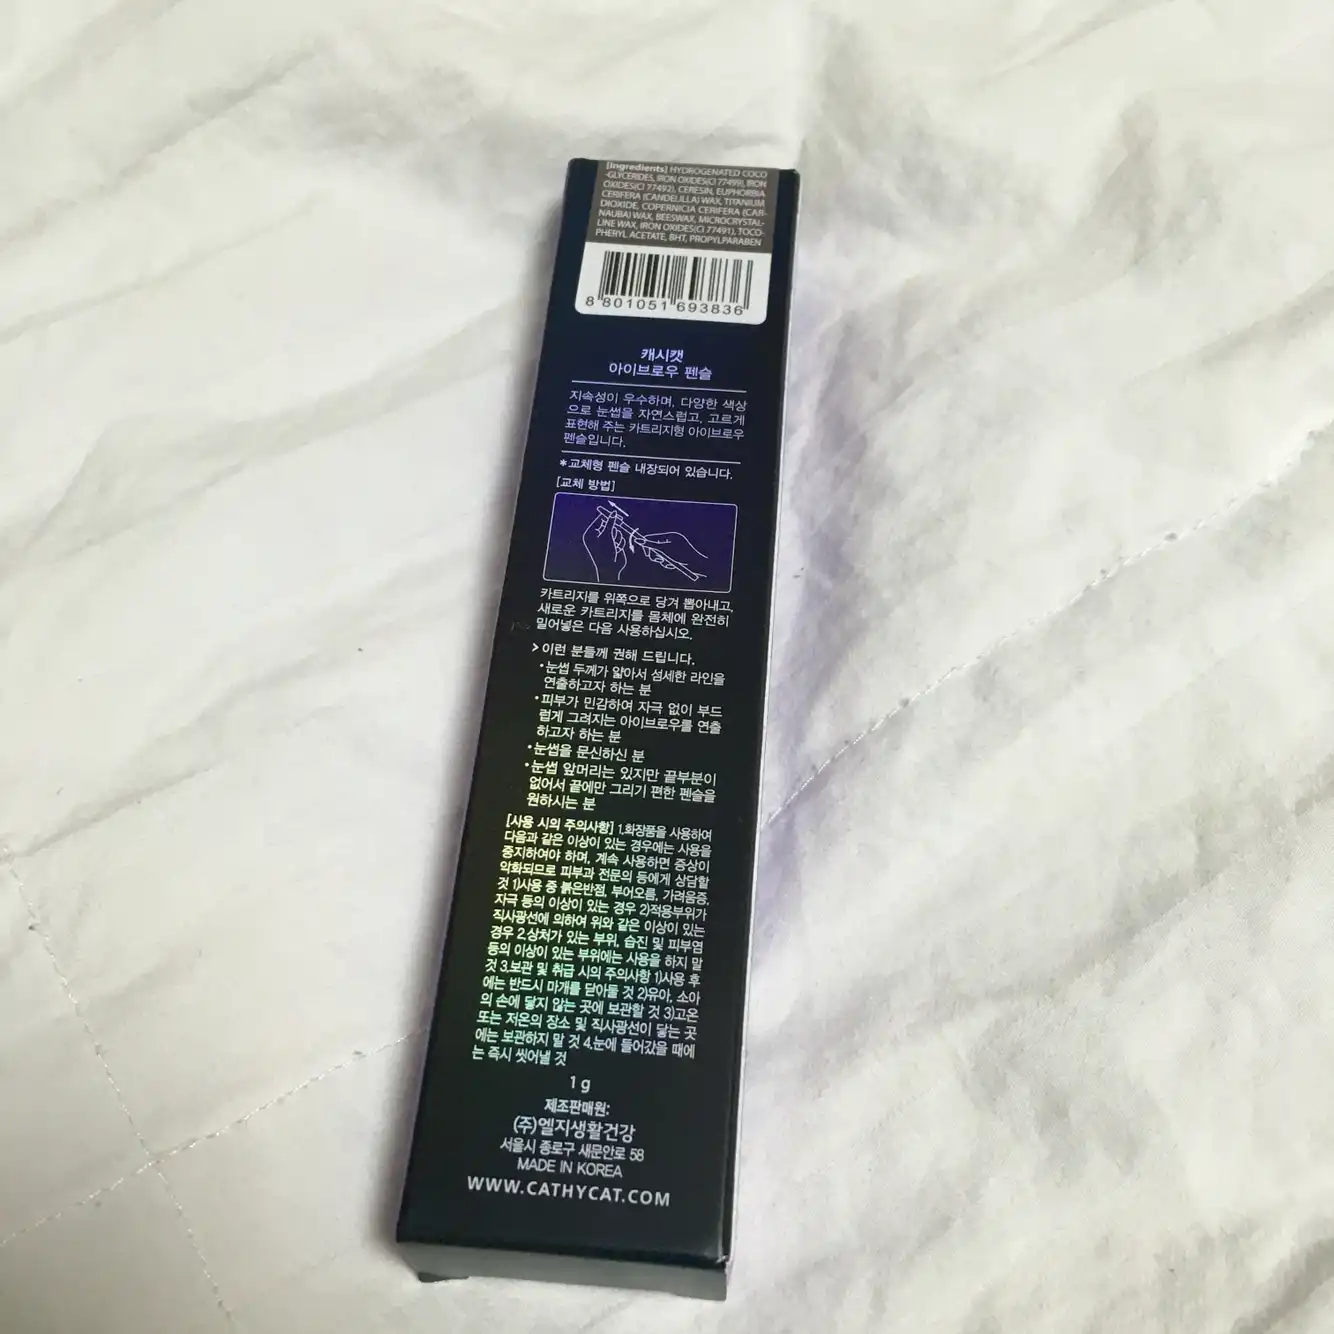 [Ingredients] HYDROGENATED COCO
-GLYCERIDES, IRON OXIDES(CI 77499), IRON
OXIDES(CI 77492), CERESIN, EUPHORBIA
CERIFERA (CANDELILLA) WAX, TITANIUM
DIOXIDE, COPERNICIA CERIFERA (CAR-
NAUBA) WAX, BEESWAX, MICROCRYSTAL-
LINE WAX, IRON OXIDES(CI 77491), TOCO-
PHERYL ACETATE, BHT, PROPYLPARABEN
8 801051 693836
캐시캣
아이브로우 펜슬
지속성이 우수하며, 다양한 색상
으로 눈썹을 자연스럽고, 고르게
표현해 주는 카트리지형 아이브로우
펜슬입니다.
*교체형 펜슬 내장되어 있습니다.
[교체 방법]
카트리지를 위쪽으로 당겨 뽑아내고,
새로운 카트리지를 몸체에 완전히
밀어넣은 다음 사용하십시오.
> 이런 분들께 권해 드립니다.
•눈썹 두께가 얇아서 섬세한 라인을
연출하고자 하는 분
•피부가 민감하여 자극 없이 부드
럽게 그려지는 아이브로우를 연출
하고자 하는 분
•눈썹을 문신하신 분
•눈썹 앞머리는 있지만 끝부분이
없어서 끝에만 그리기 편한 펜슬을
원하시는 분
[사용 시의 주의사항] 1.화장품을 사용하여
다음과 같은 이상이 있는 경우에는 사용을
중지하여야 하며, 계속 사용하면 증상이
악화되므로 피부과 전문의 등에게 상담할
것 1)사용 중 붉은반점, 부어오름, 가려움증,
자극 등의 이상이 있는 경우 2)적용부위가
직사광선에 의하여 위와 같은 이상이 있는
경우 2.상처가 있는 부위, 습진 및 피부염
등의 이상이 있는 부위에는 사용을 하지 말
것 3.보관 및 취급 시의 주의사항 1)사용 후
에는 반드시 마개를 닫아둘 것 2)유아, 소아
의 손에 닿지 않는 곳에 보관할 것 3)고온
또는 저온의 장소 및 직사광선이 닿는 곳
에는 보관하지 말 것 4.눈에 들어갔을 때에
는 즉시 씻어낼 것
1 g
제조판매원:
(주)엘지생활건강
서울시 종로구 새문안로 58
MADE IN KOREA
WWW.CATHYCAT.COM